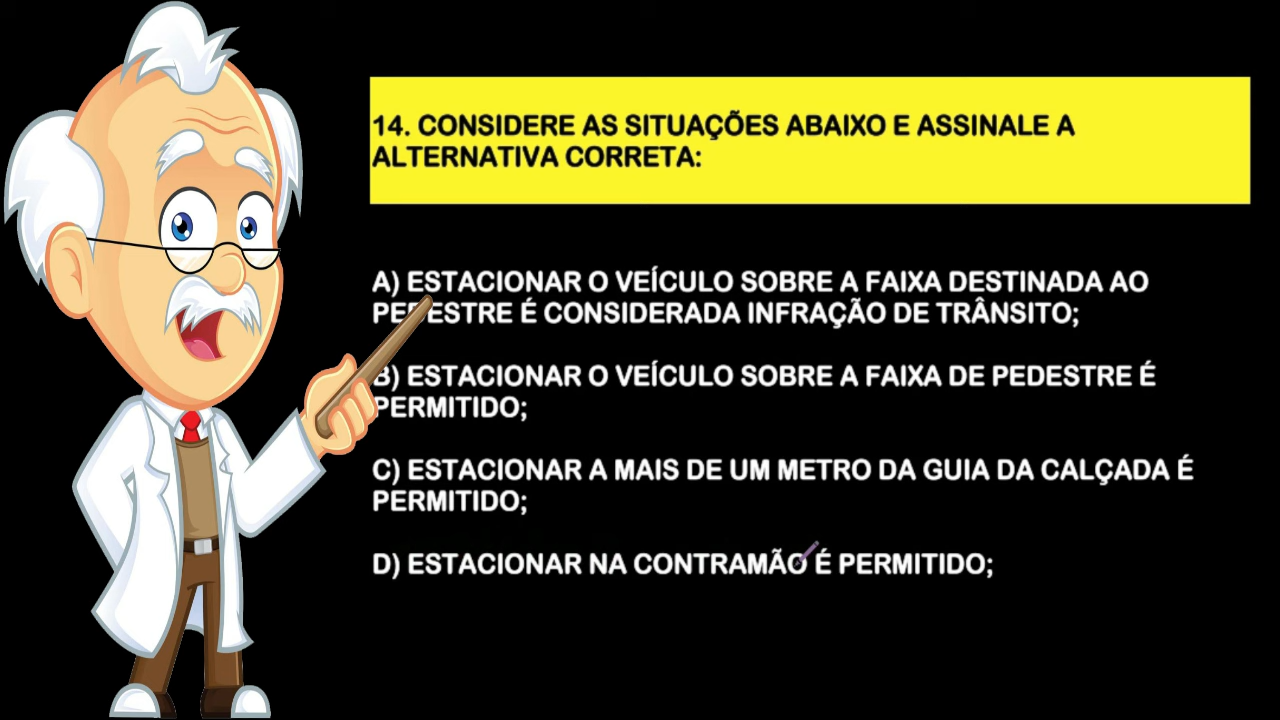 14. CONSIDERE AS SITUAÇÕES ABAIXO E ASSINALE A
ALTERNATIVA CORRETA:
A) ESTACIONAR O VEÍCULO SOBRE A FAIXA DESTINADA AO
PEDESTRE É CONSIDERADA INFRAÇÃO DE TRÂNSITO;
B) ESTACIONAR O VEÍCULO SOBRE A FAIXA DE PEDESTRE É
PERMITIDO;
C) ESTACIONAR A MAIS DE UM METRO DA GUIA DA CALÇADA É
PERMITIDO;
D) ESTACIONAR NA CONTRAMÃO É PERMITIDO;